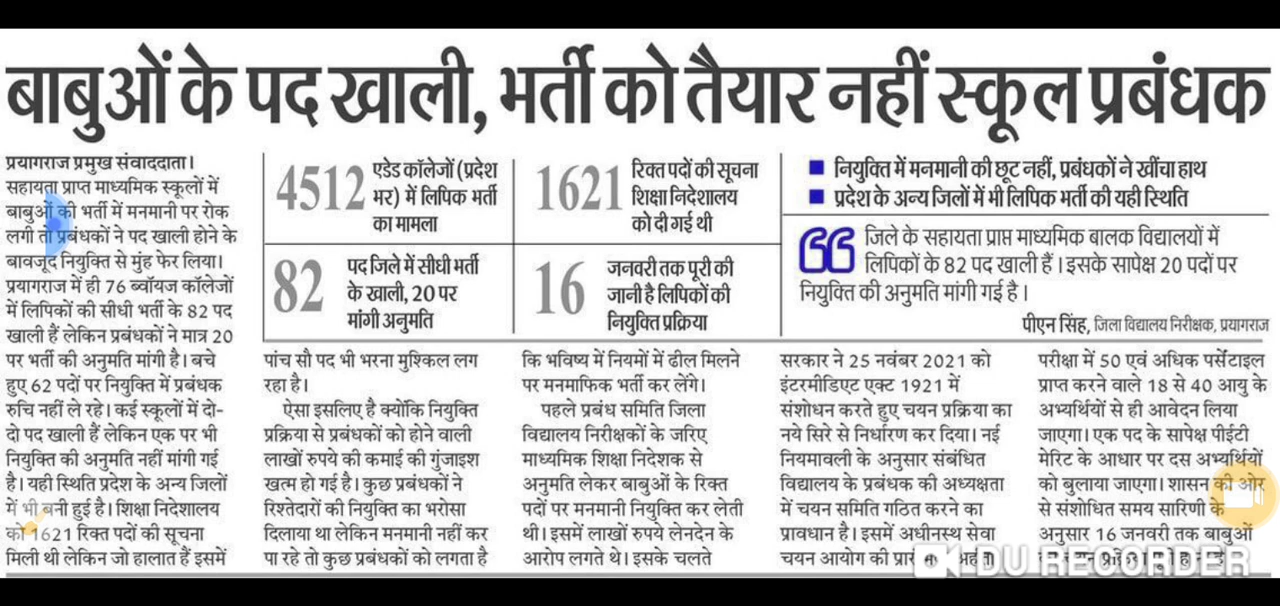 बाबुओं के पद खाली, भर्ती को तैयार नहीं स्कूल प्रबंधक
प्रयागराज प्रमुख संवाददाता।
सहायता प्राप्त माध्यमिक स्कूलों में
बाबुओं की भर्ती में मनमानी पर रोक
लगी तो प्रबंधकों ने पद खाली होने के
बावजूद नियुक्ति से मुंह फेर लिया।
प्रयागराज में ही 76 ब्वॉयज कॉलेजों
में लिपिकों की सीधी भर्ती के 82 पद
खाली हैं लेकिन प्रबंधकों ने मात्र 20
पर भर्ती की अनुमति मांगी है। बचे
हुए 62 पदों पर नियुक्ति में प्रबंधक
रुचि नहीं ले रहे। कई स्कूलों में दो-
दो पद खाली हैं लेकिन एक पर भी
नियुक्ति की अनुमति नहीं मांगी गई
है। यही स्थिति प्रदेश के अन्य जिलों
में भी बनी हुई है। शिक्षा निदेशालय
को 1621 रिक्त पदों की सूचना
मिली थी लेकिन जो हालात हैं इसमें
4512 एडेड कॉलेजों (प्रदेश
भर) में लिपिक भर्ती
का मामला
1621 रिक्त पदों की सूचना
शिक्षा निदेशालय
को दी गई थी
82 पद जिले में सीधी भर्ती
के खाली, 20 पर
मांगी अनुमति
16 जनवरी तक पूरी की
जानी है लिपिकों की
नियुक्ति प्रक्रिया
नियुक्ति में मनमानी की छूट नहीं, प्रबंधकों ने खींचा हाथ
प्रदेश के अन्य जिलों में भी लिपिक भर्ती की यही स्थिति
जिले के सहायता प्राप्त माध्यमिक बालक विद्यालयों में
लिपिकों के 82 पद खाली हैं। इसके सापेक्ष 20 पदों पर
नियुक्ति की अनुमति मांगी गई है।
पीएन सिंह, जिला विद्यालय निरीक्षक, प्रयागराज
पांच सौ पद भी भरना मुश्किल लग
रहा है।
ऐसा इसलिए है क्योंकि नियुक्ति
प्रक्रिया से प्रबंधकों को होने वाली
लाखों रुपये की कमाई की गुंजाइश
खत्म हो गई है। कुछ प्रबंधकों ने
रिश्तेदारों की नियुक्ति का भरोसा
दिलाया था लेकिन मनमानी नहीं कर
पा रहे तो कुछ प्रबंधकों को लगता है
कि भविष्य में नियमों में ढील मिलने
पर मनमाफिक भर्ती कर लेंगे।
पहले प्रबंध समिति जिला
विद्यालय निरीक्षकों के जरिए
माध्यमिक शिक्षा निदेशक से
अनुमति लेकर बाबुओं के रिक्त
पदों पर मनमानी नियुक्ति कर लेती
थी। इसमें लाखों रुपये लेनदेन के
आरोप लगते थे। इसके चलते
सरकार ने 25 नवंबर 2021 को
इंटरमीडिएट एक्ट 1921 में
संशोधन करते हुए चयन प्रक्रिया का
नये सिरे से निर्धारण कर दिया। नई
नियमावली के अनुसार संबंधित
विद्यालय के प्रबंधक की अध्यक्षता
में चयन समिति गठित करने का
प्रावधान है। इसमें अधीनस्थ सेवा
चयन आयोग की
परीक्षा में 50 एवं अधिक पर्सेंटाइल
प्राप्त करने वाले 18 से 40 आयु के
अभ्यर्थियों से ही आवेदन लिया
जाएगा। एक पद के सापेक्ष पीईटी
मेरिट के आधार पर दस अभ्यर्थियों
को बुलाया जाएगा। शासन की ओर
से संशोधित समय सारिणी के
अनुसार 16 जनवरी तक बाबुओं
DU RECORDER